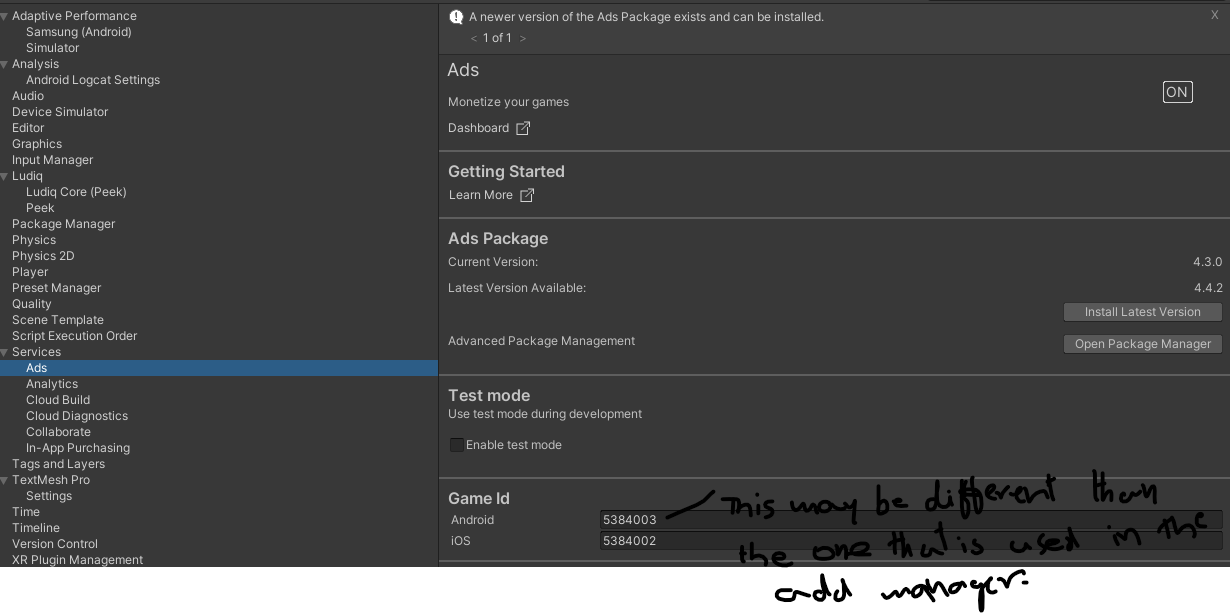 Adaptive Performance
Samsung (Android)
Simulator
Analysis
Android Logcat Settings
Audio
Device Simulator
Editor
Graphics
Input Manager
Ludiq
Ludiq Core (Peek)
Peek
Package Manager
Physics
Physics 2D
Player
Preset Manager
Quality
Scene Template
Script Execution Order
Services
Ads
Analytics
Cloud Build
Cloud Diagnostics
Collaborate
In-App Purchasing
Tags and Layers
TextMesh Pro
Settings
Time
Timeline
Version Control
XR Plugin Management
A newer version of the Ads Package exists and can be installed. X
< 1 of 1 >
Ads
ON
Monetize your games
Dashboard
Getting Started
Learn More
Ads Package
Current Version: 4.3.0
Latest Version Available: 4.4.2
Install Latest Version
Advanced Package Management Open Package Manager
Test mode
Use test mode during development
Enable test mode
Game Id
Android 5384003
iOS 5384002
This may be different than
the one that is used in the
add manager.